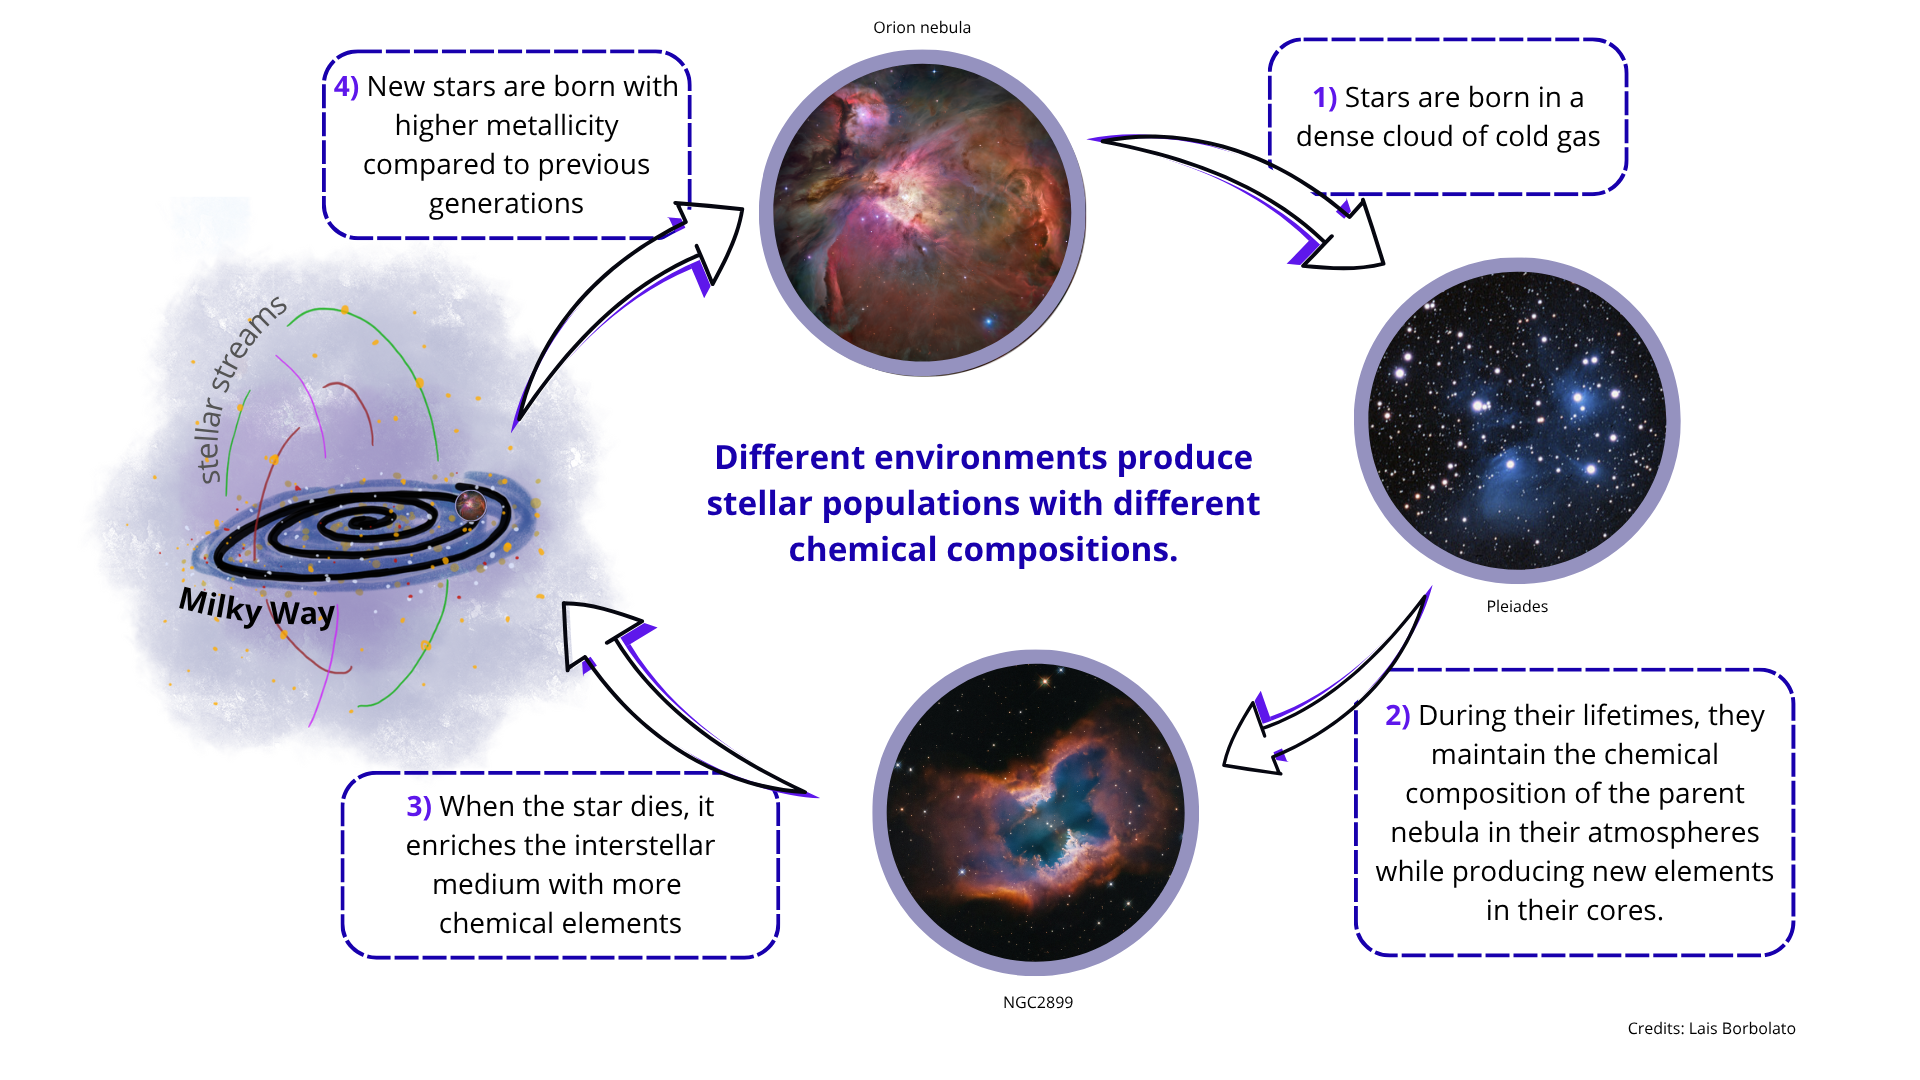 Orion nebula
1) Stars are born in a
dense cloud of cold gas
4) New stars are born with
higher metallicity
compared to previous
generations
stellar streams
Different environments produce
stellar populations with different
chemical compositions.
Milky Way
Pleiades
2) During their lifetimes, they
maintain the chemical
composition of the parent
nebula in their atmospheres
while producing new elements
in their cores.
3) When the star dies, it
enriches the interstellar
medium with more
chemical elements
NGC2899
Credits: Lais Borbolato